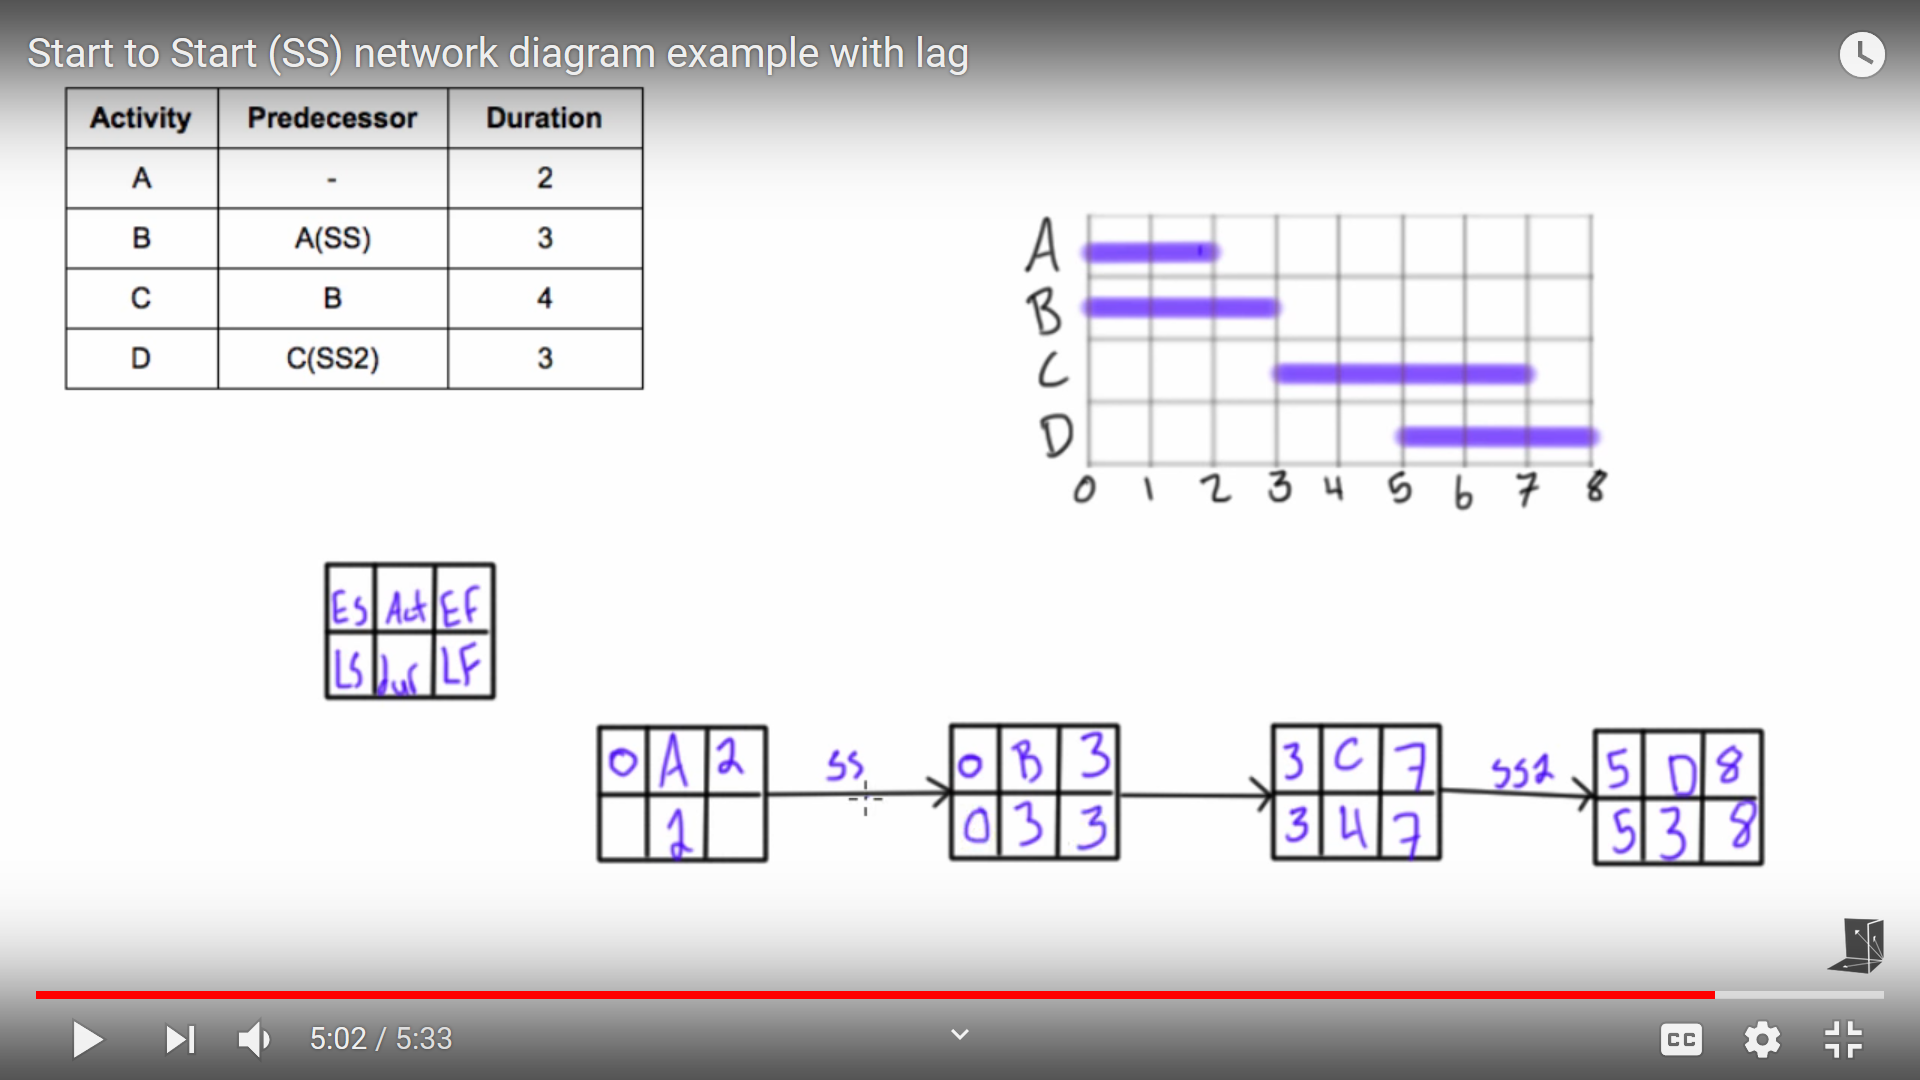 Start to Start (SS) network diagram example with lag
Activity Predecessor Duration
A - 2
B A(SS) 3
C B 4
D C(SS2) 3
A
B
C
D
0 1 2 3 4 5 6 7 8
Es Act EF
LS Dur LF
0 A 2
2
SS
0 B 3
0 3 3
3 C 7
3 4 7
SS2
5 D 8
5 3 8
5:02 / 5:33
CC